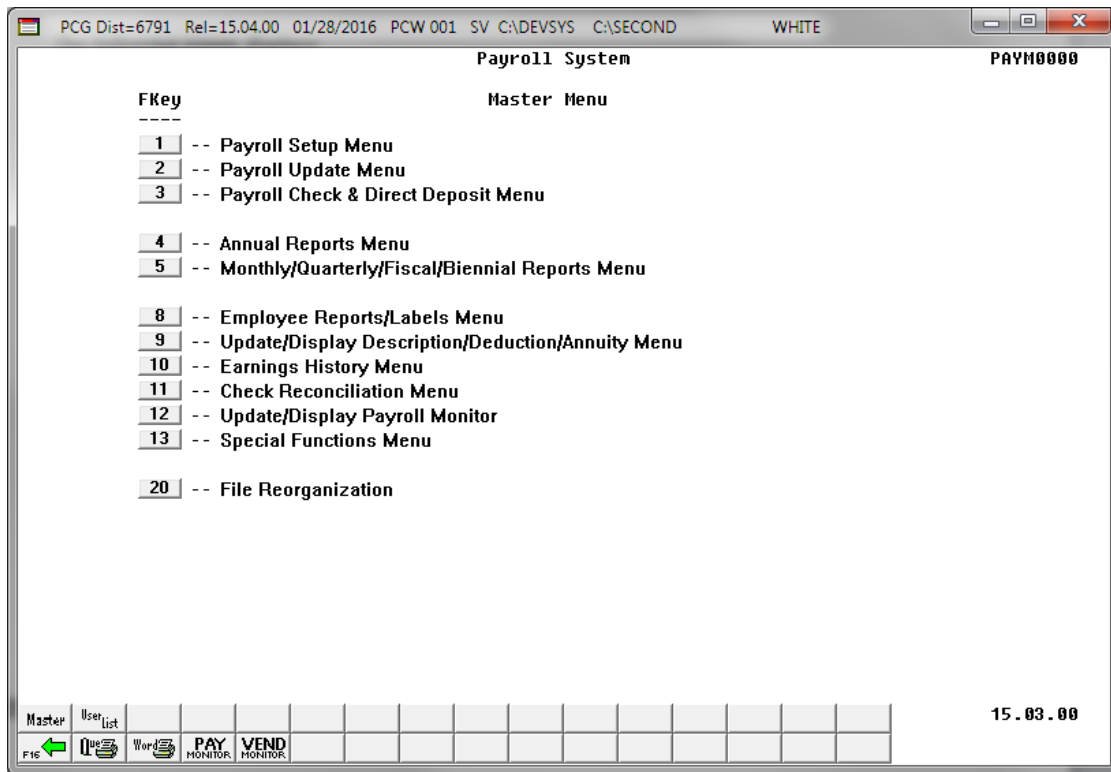 PCG Dist=6791 Rel=15.04.00 01/28/2016 PCW 001 SV C:\DEVSYS C:\SECOND WHITE
Payroll System PAYM0000
FKey Master Menu
----
1 -- Payroll Setup Menu
2 -- Payroll Update Menu
3 -- Payroll Check & Direct Deposit Menu
4 -- Annual Reports Menu
5 -- Monthly/Quarterly/Fiscal/Biennial Reports Menu
8 -- Employee Reports/Labels Menu
9 -- Update/Display Description/Deduction/Annuity Menu
10 -- Earnings History Menu
11 -- Check Reconciliation Menu
12 -- Update/Display Payroll Monitor
13 -- Special Functions Menu
20 -- File Reorganization
Master User List 15.03.00
F16 Que Word PAY MONITOR VEND MONITOR